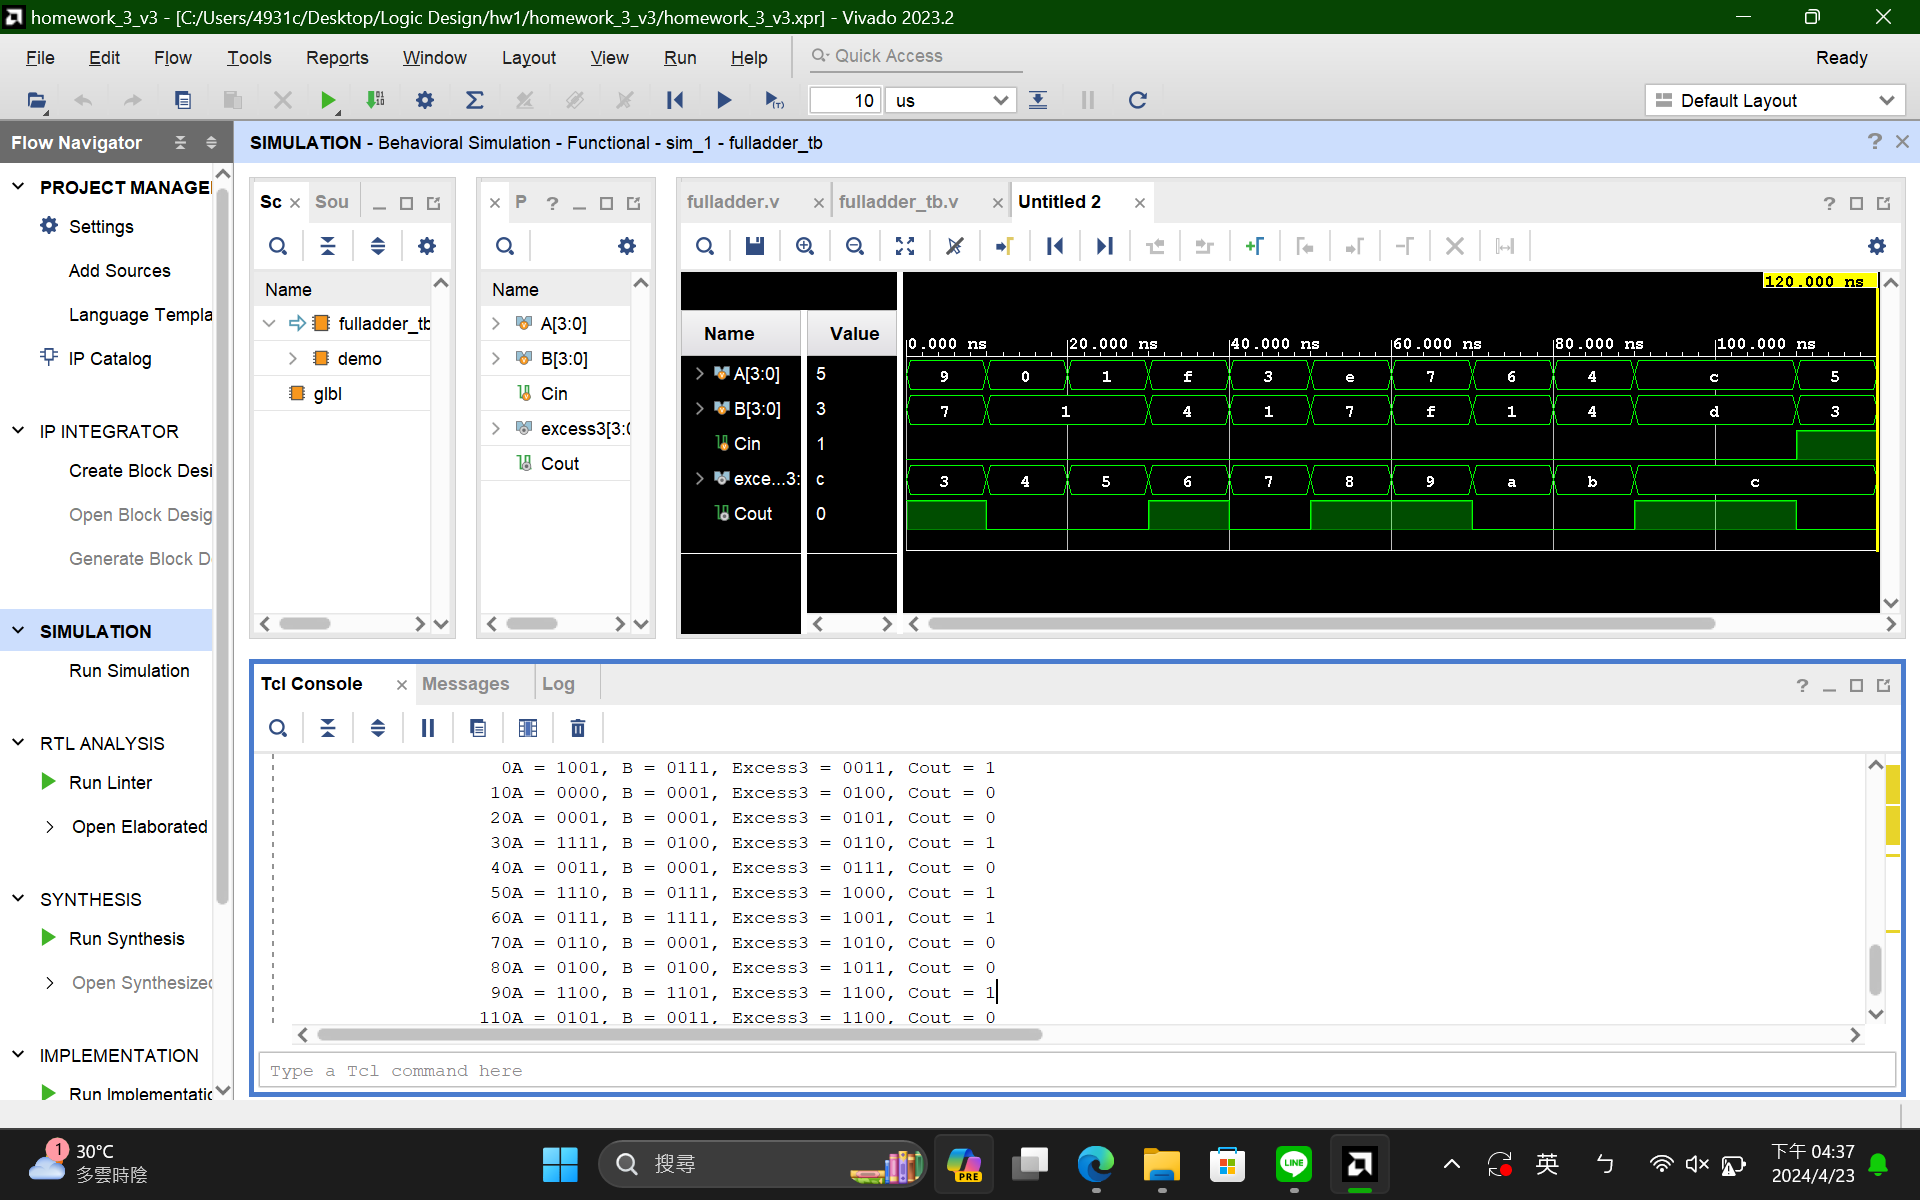 homework_3_v3 - [C:/Users/4931c/Desktop/Logic Design/hw1/homework_3_v3/homework_3_v3.xpr] - Vivado 2023.2
File Edit Flow Tools Reports Window Layout View Run Help Quick Access Ready
10 us Default Layout
Flow Navigator
SIMULATION - Behavioral Simulation - Functional - sim_1 - fulladder_tb
PROJECT MANAGE
Settings
Add Sources
Language Templa
IP Catalog
IP INTEGRATOR
Create Block Desi
Open Block Desig
Generate Block D
SIMULATION
Run Simulation
RTL ANALYSIS
Run Linter
Open Elaborated
SYNTHESIS
Run Synthesis
Open Synthesized
IMPLEMENTATION
Run Implementatio
Sc Sou
Name
fulladder_tb
demo
glbl
P
Name
A[3:0]
B[3:0]
Cin
excess3[3:0
Cout
fulladder.v fulladder_tb.v Untitled 2
120.000 ns
Name Value 0.000 ns 20.000 ns 40.000 ns 60.000 ns 80.000 ns 100.000 ns
A[3:0] 5 9 0 1 f 3 e 7 6 4 c 5
B[3:0] 3 7 1 4 1 7 f 1 4 d 3
Cin 1
exce...3: c 3 4 5 6 7 8 9 a b c
Cout 0
Tcl Console Messages Log
0A = 1001, B = 0111, Excess3 = 0011, Cout = 1
10A = 0000, B = 0001, Excess3 = 0100, Cout = 0
20A = 0001, B = 0001, Excess3 = 0101, Cout = 0
30A = 1111, B = 0100, Excess3 = 0110, Cout = 1
40A = 0011, B = 0001, Excess3 = 0111, Cout = 0
50A = 1110, B = 0111, Excess3 = 1000, Cout = 1
60A = 0111, B = 1111, Excess3 = 1001, Cout = 1
70A = 0110, B = 0001, Excess3 = 1010, Cout = 0
80A = 0100, B = 0100, Excess3 = 1011, Cout = 0
90A = 1100, B = 1101, Excess3 = 1100, Cout = 1
110A = 0101, B = 0011, Excess3 = 1100, Cout = 0
Type a Tcl command here
1 30°C
多雲時陰
搜尋
PRE
LINE
英 ㄅ
下午 04:37
2024/4/23